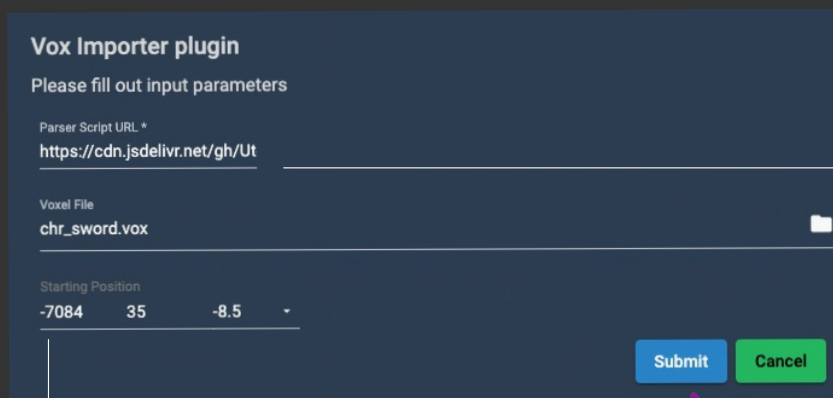 Vox Importer plugin
Please fill out input parameters
Parser Script URL *
https://cdn.jsdelivr.net/gh/Ut
Voxel File
chr_sword.vox
Starting Position
-7084 35 -8.5
Submit Cancel